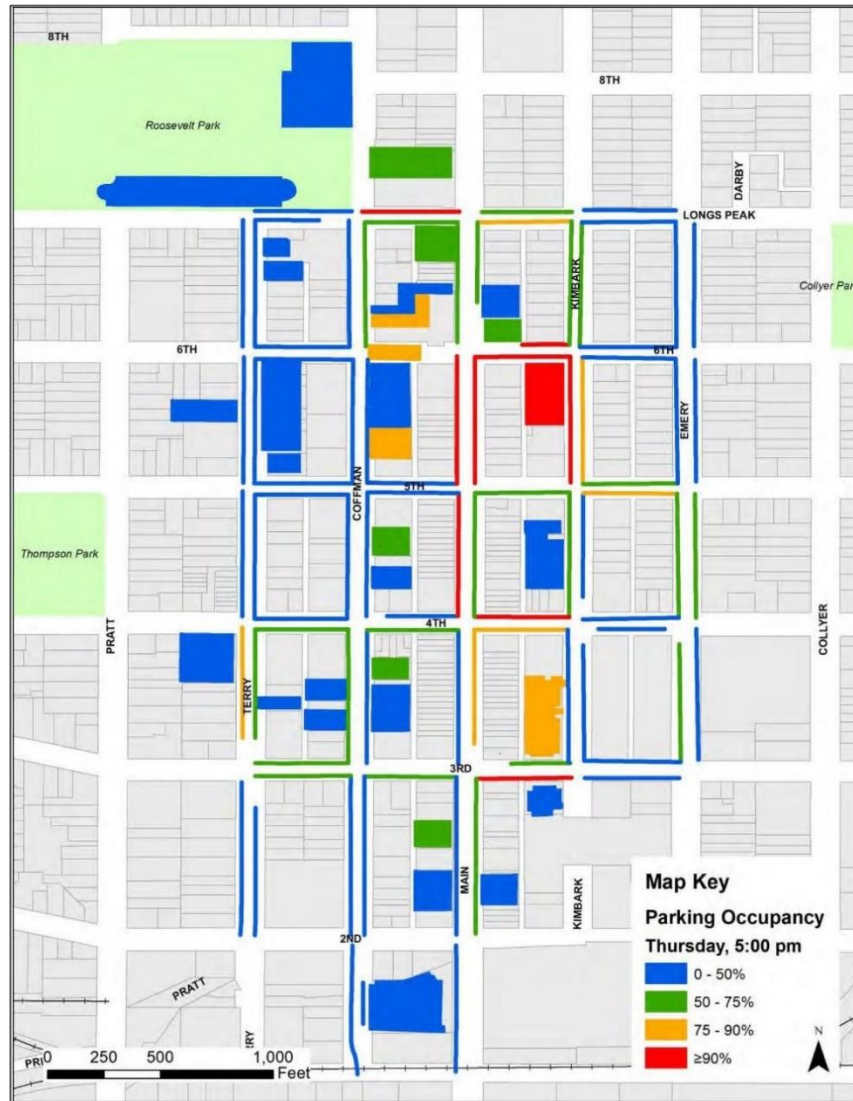 8TH
8TH
Roosevelt Park
DARBY
LONGS PEAK
KIMBARK
Collyer Par
6TH
6TH
EMERY
COFFMAN
5TH
Thompson Park
PRATT
4TH
COLLYER
TERRY
3RD
MAIN
KIMBARK
2ND
PRATT
Map Key
Parking Occupancy
Thursday, 5:00 pm
0 - 50%
50 - 75%
75 - 90%
≥90%
N
RRY
PRI
0 250 500 1,000
Feet